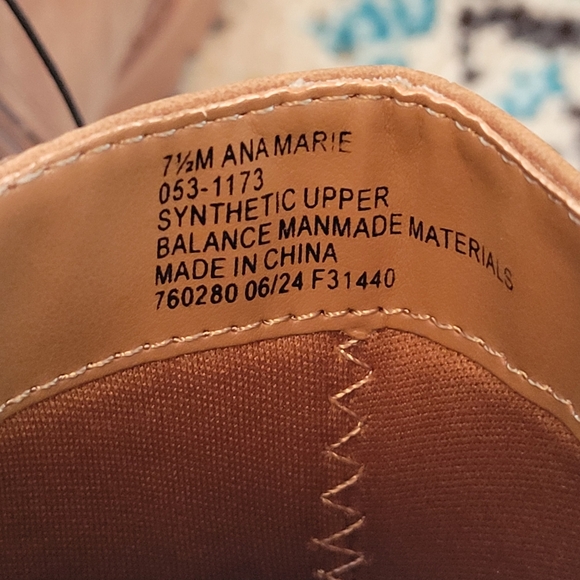 7½M ANA MARIE
053-1173
SYNTHETIC UPPER
BALANCE MANMADE MATERIALS
MADE IN CHINA
760280 06/24 F31440